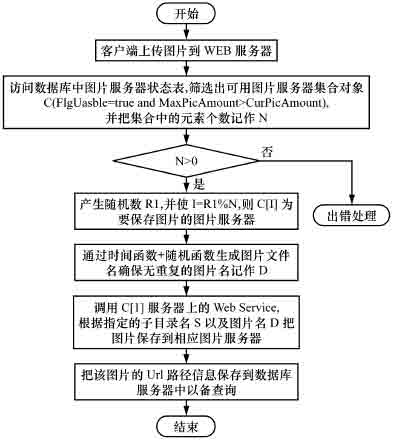 开始
客户端上传图片到 WEB 服务器
访问数据库中图片服务器状态表,筛选出可用图片服务器集合对象
C(FlgUasble=true and MaxPicAmount>CurPicAmount),
并把集合中的元素个数记作 N
N>0
否
是
出错处理
产生随机数 R1,并使 I=R1%N,则 C[I] 为
要保存图片的图片服务器
通过时间函数+随机函数生成图片文件
名确保无重复的图片名记作 D
调用 C[1] 服务器上的 Web Service,
根据指定的子目录名 S 以及图片名 D 把
图片保存到相应图片服务器
把该图片的 Url 路径信息保存到数据库
服务器中以备查询
结束